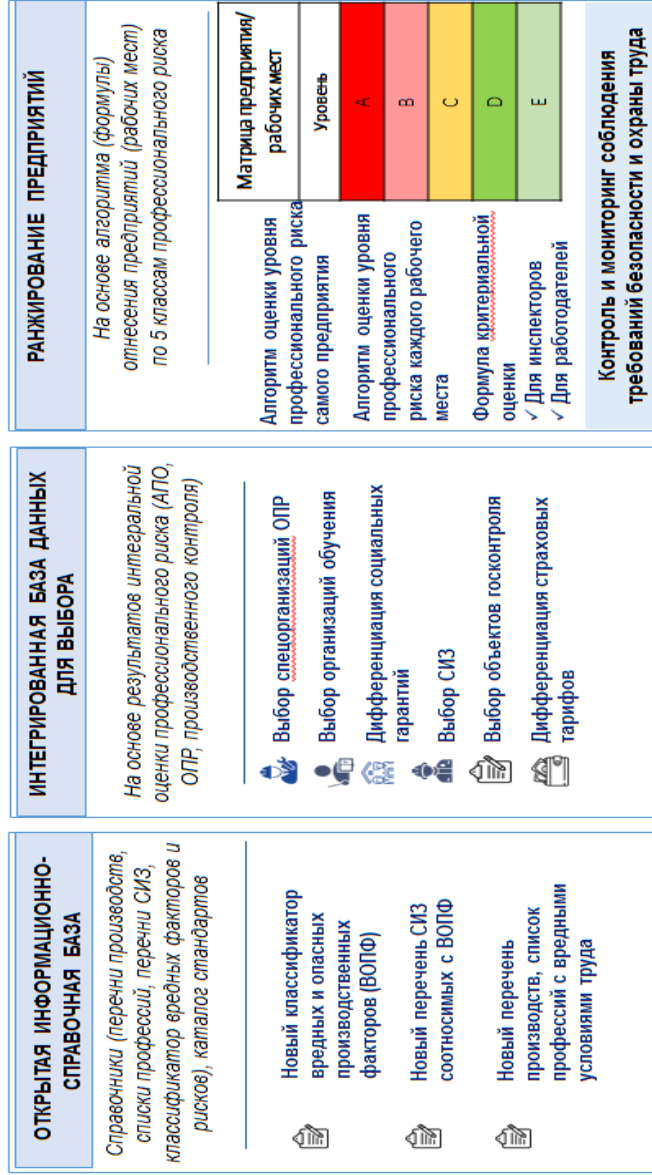 ОТКРЫТАЯ ИНФОРМАЦИОННО-
СПРАВОЧНАЯ БАЗА
Справочники (перечни производств,
списки профессий, перечни СИЗ,
классификатор вредных факторов и
рисков), каталог стандартов
Новый классификатор
вредных и опасных
производственных
факторов (ВОПФ)
Новый перечень СИЗ
соотносимых с ВОПФ
Новый перечень
производств, список
профессий с вредными
условиями труда
ИНТЕГРИРОВАННАЯ БАЗА ДАННЫХ
ДЛЯ ВЫБОРА
На основе результатов интегральной
оценки профессионального риска (АПО,
ОПР, производственного контроля)
Выбор спецорганизаций ОПР
Выбор организаций обучения
Дифференциация социальных
гарантий
Выбор СИЗ
Выбор объектов госконтроля
Дифференциация страховых
тарифов
РАНЖИРОВАНИЕ ПРЕДПРИЯТИЙ
На основе алгоритма (формулы)
отнесения предприятий (рабочих мест)
по 5 классам профессионального риска
Алгоритм оценки уровня
профессионального риска
самого предприятия
Алгоритм оценки уровня
профессионального
риска каждого рабочего
места
Формула критериальной
оценки
✓ Для инспекторов
✓ Для работодателей
Матрица предприятия/
рабочих мест
Уровень
A
B
C
D
E
Контроль и мониторинг соблюдения
требований безопасности и охраны труда